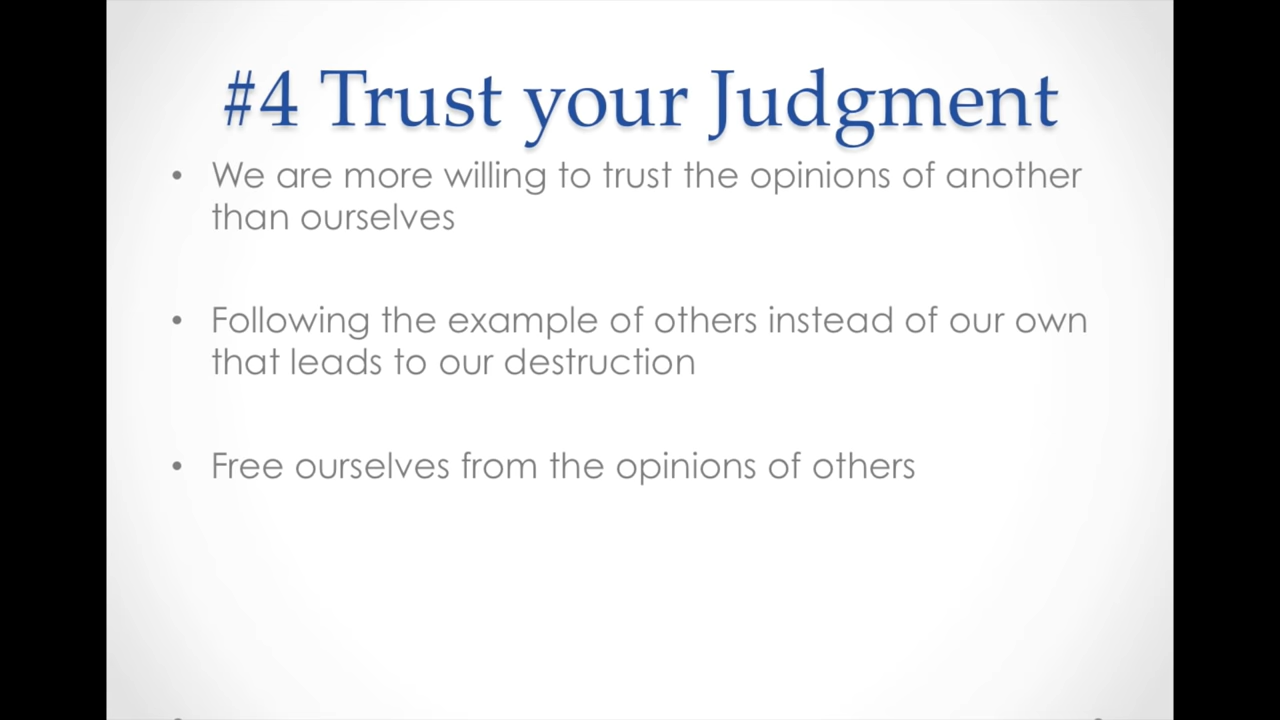 #4 Trust your Judgment
• We are more willing to trust the opinions of another
than ourselves
• Following the example of others instead of our own
that leads to our destruction
• Free ourselves from the opinions of others